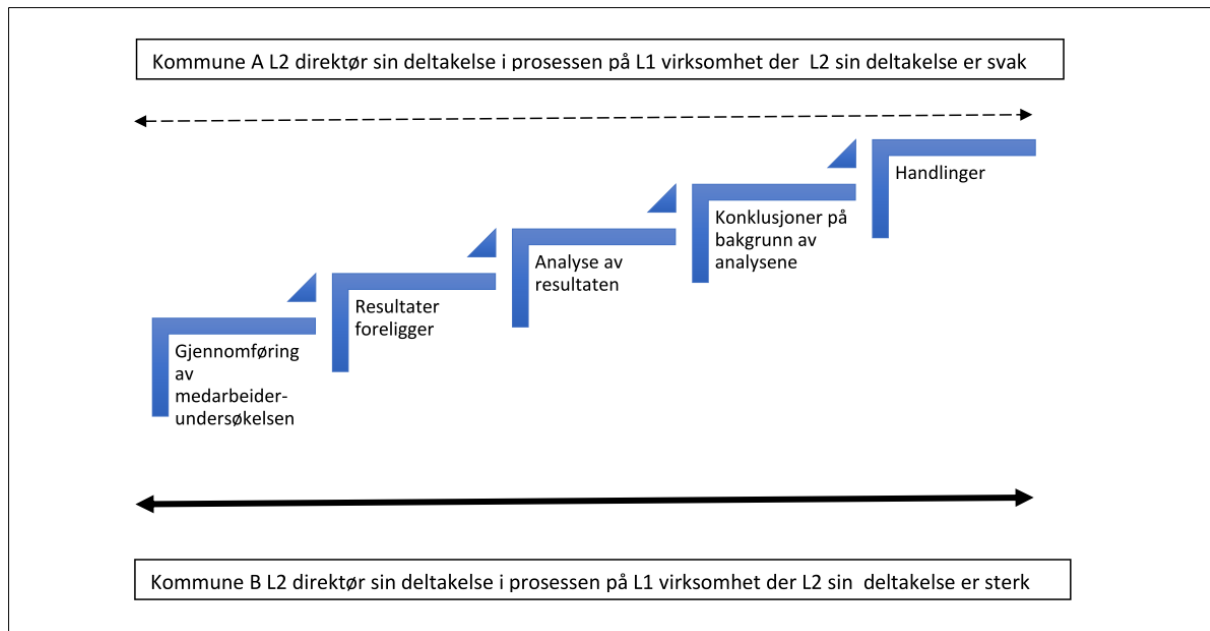 Kommune A L2 direktør sin deltakelse i prosessen på L1 virksomhet der L2 sin deltakelse er svak
Handlinger
Konklusjoner på
bakgrunn av
analysene
Analyse av
resultaten
Resultater
foreligger
Gjennomføring
av
medarbeider-
undersøkelsen
Kommune B L2 direktør sin deltakelse i prosessen på L1 virksomhet der L2 sin deltakelse er sterk